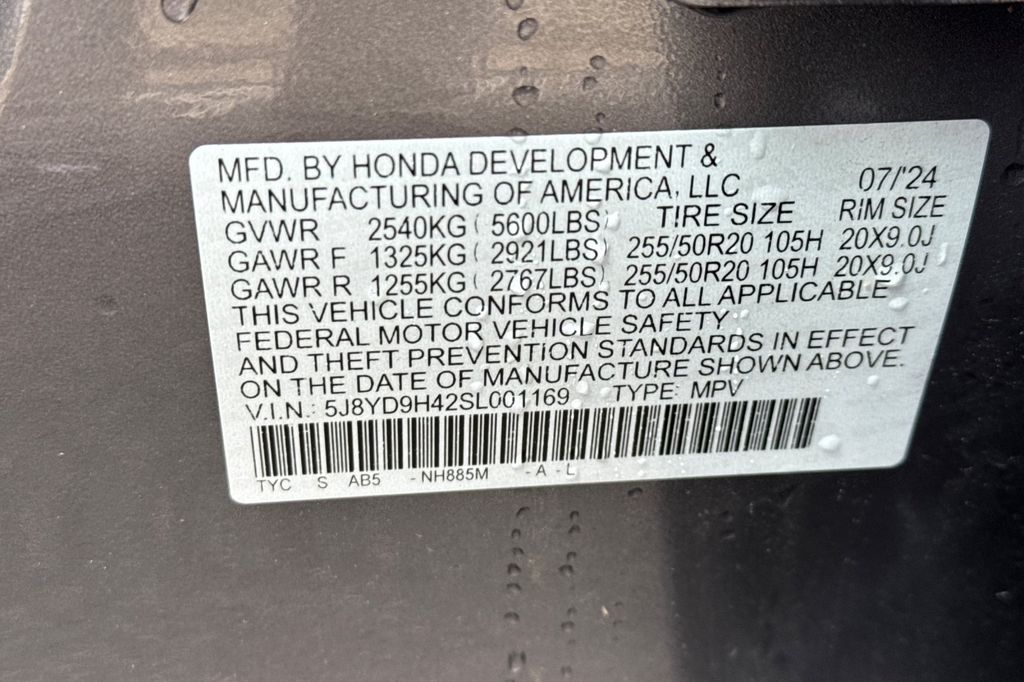 MFD. BY HONDA DEVELOPMENT &
MANUFACTURING OF AMERICA, LLC 07/'24
GVWR 2540KG ( 5600LBS) TIRE SIZE RIM SIZE
GAWR F 1325KG ( 2921LBS) 255/50R20 105H 20X9.0J
GAWR R 1255KG ( 2767LBS) 255/50R20 105H 20X9.0J
THIS VEHICLE CONFORMS TO ALL APPLICABLE
FEDERAL MOTOR VEHICLE SAFETY
AND THEFT PREVENTION STANDARDS IN EFFECT
ON THE DATE OF MANUFACTURE SHOWN ABOVE.
V.I.N.: 5J8YD9H42SL001169 TYPE: MPV
TYC S AB5 - NH885M - A - L